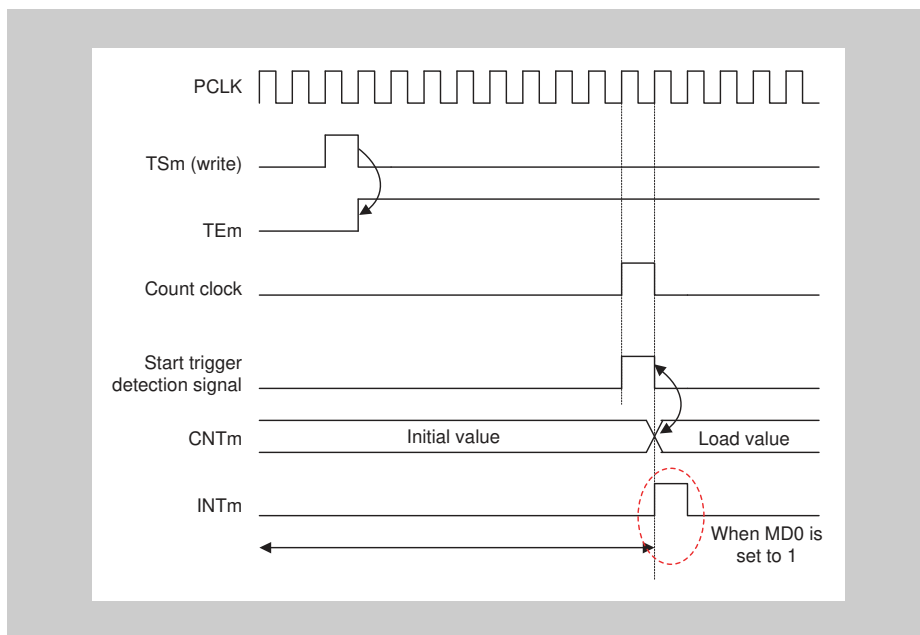 PCLK
TSm (write)
TEm
Count clock
Start trigger
detection signal
CNTm
Initial value
Load value
INTm
When MD0 is
set to 1